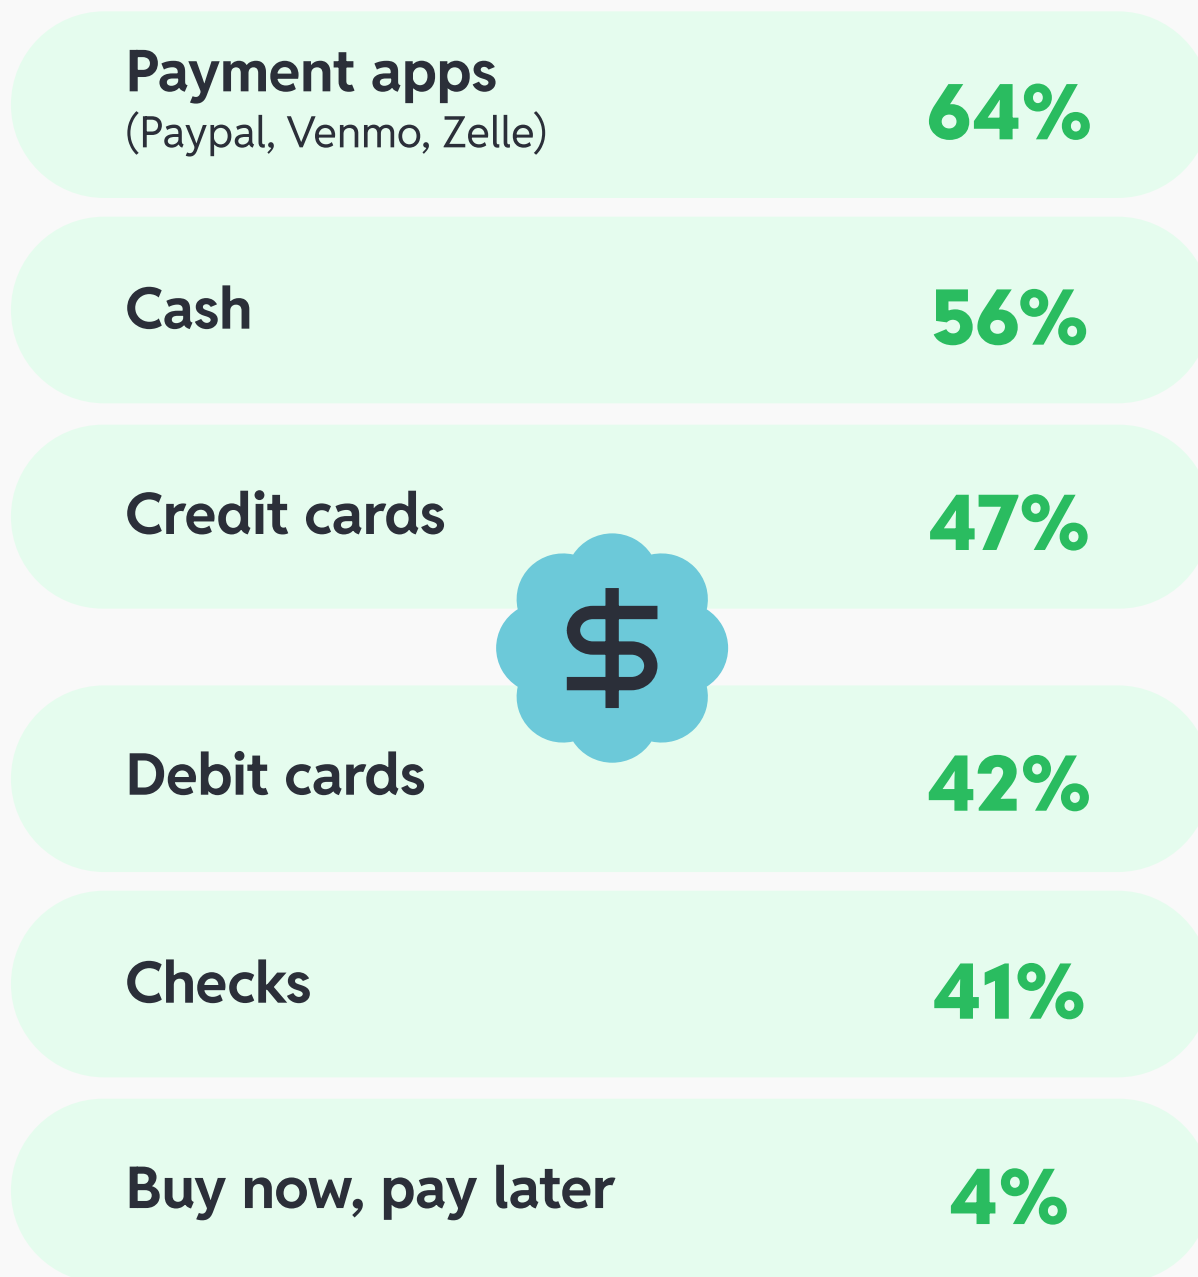 Payment apps
(Paypal, Venmo, Zelle)
64%
Cash
56%
Credit cards
47%
$
Debit cards
42%
Checks
41%
Buy now, pay later
4%